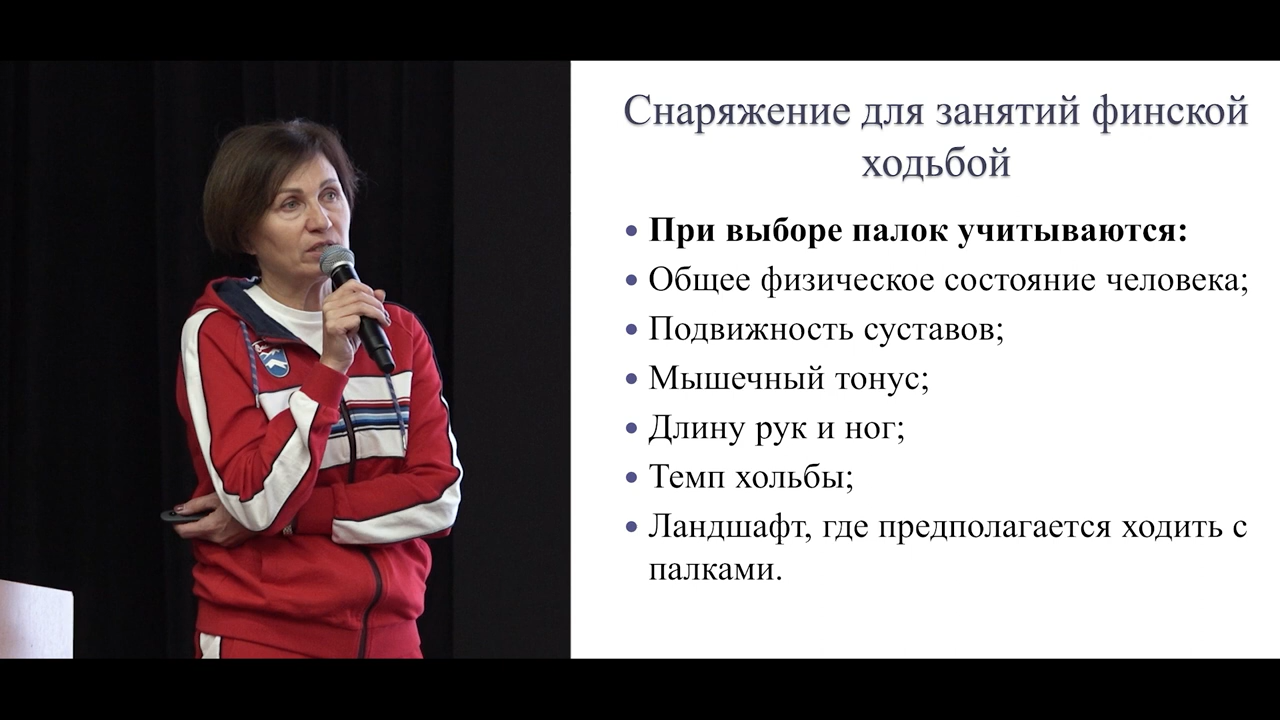 Снаряжение для занятий финской
ходьбой
При выборе палок учитываются:
Общее физическое состояние человека;
Подвижность суставов;
Мышечный тонус;
Длину рук и ног;
Темп хольбы;
Ландшафт, где предполагается ходить с
палками.